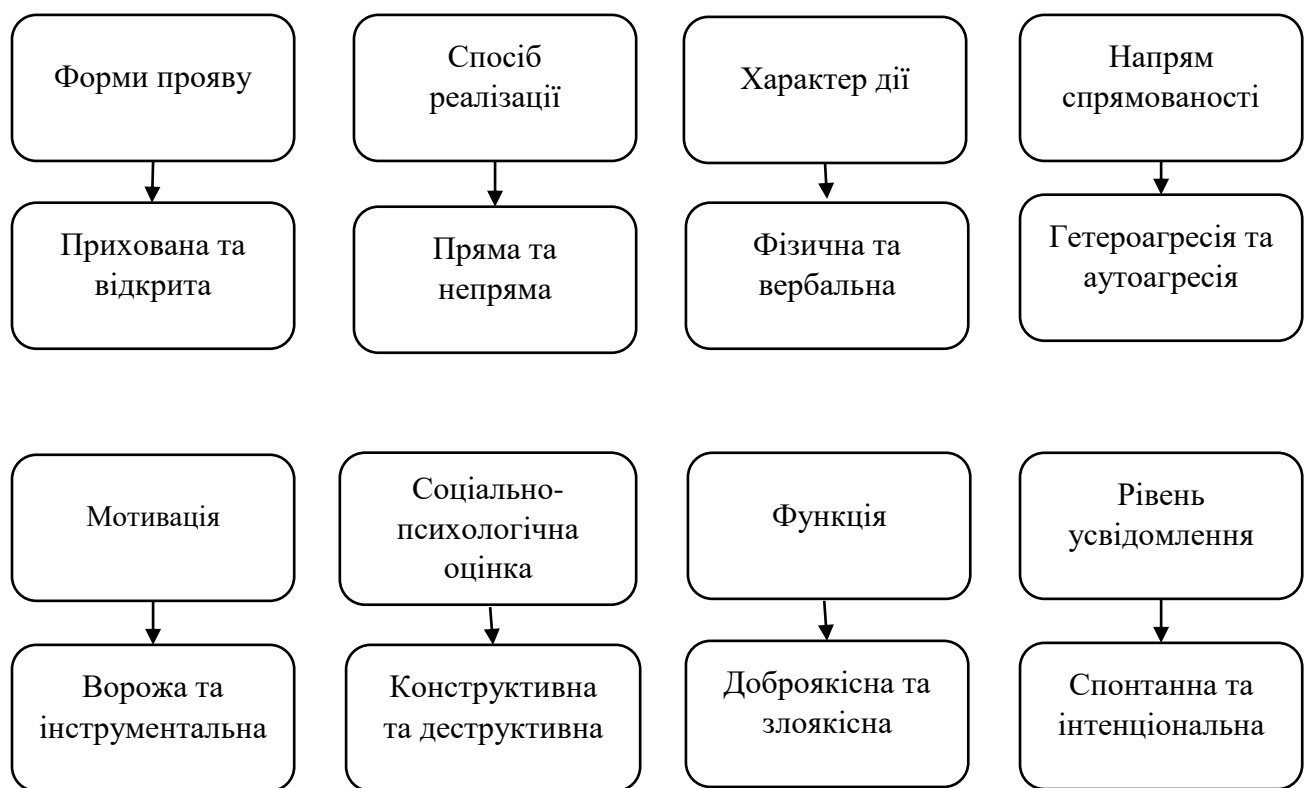 Форми прояву
Спосіб
реалізації
Характер дії
Напрям
спрямованості
Прихована та
відкрита
Пряма та
непряма
Фізична та
вербальна
Гетероагресія та
аутоагресія
Мотивація
Соціально-
психологічна
оцінка
Функція
Рівень
усвідомлення
Ворожа та
інструментальна
Конструктивна
та деструктивна
Доброякісна та
злоякісна
Спонтанна та
інтенціональна